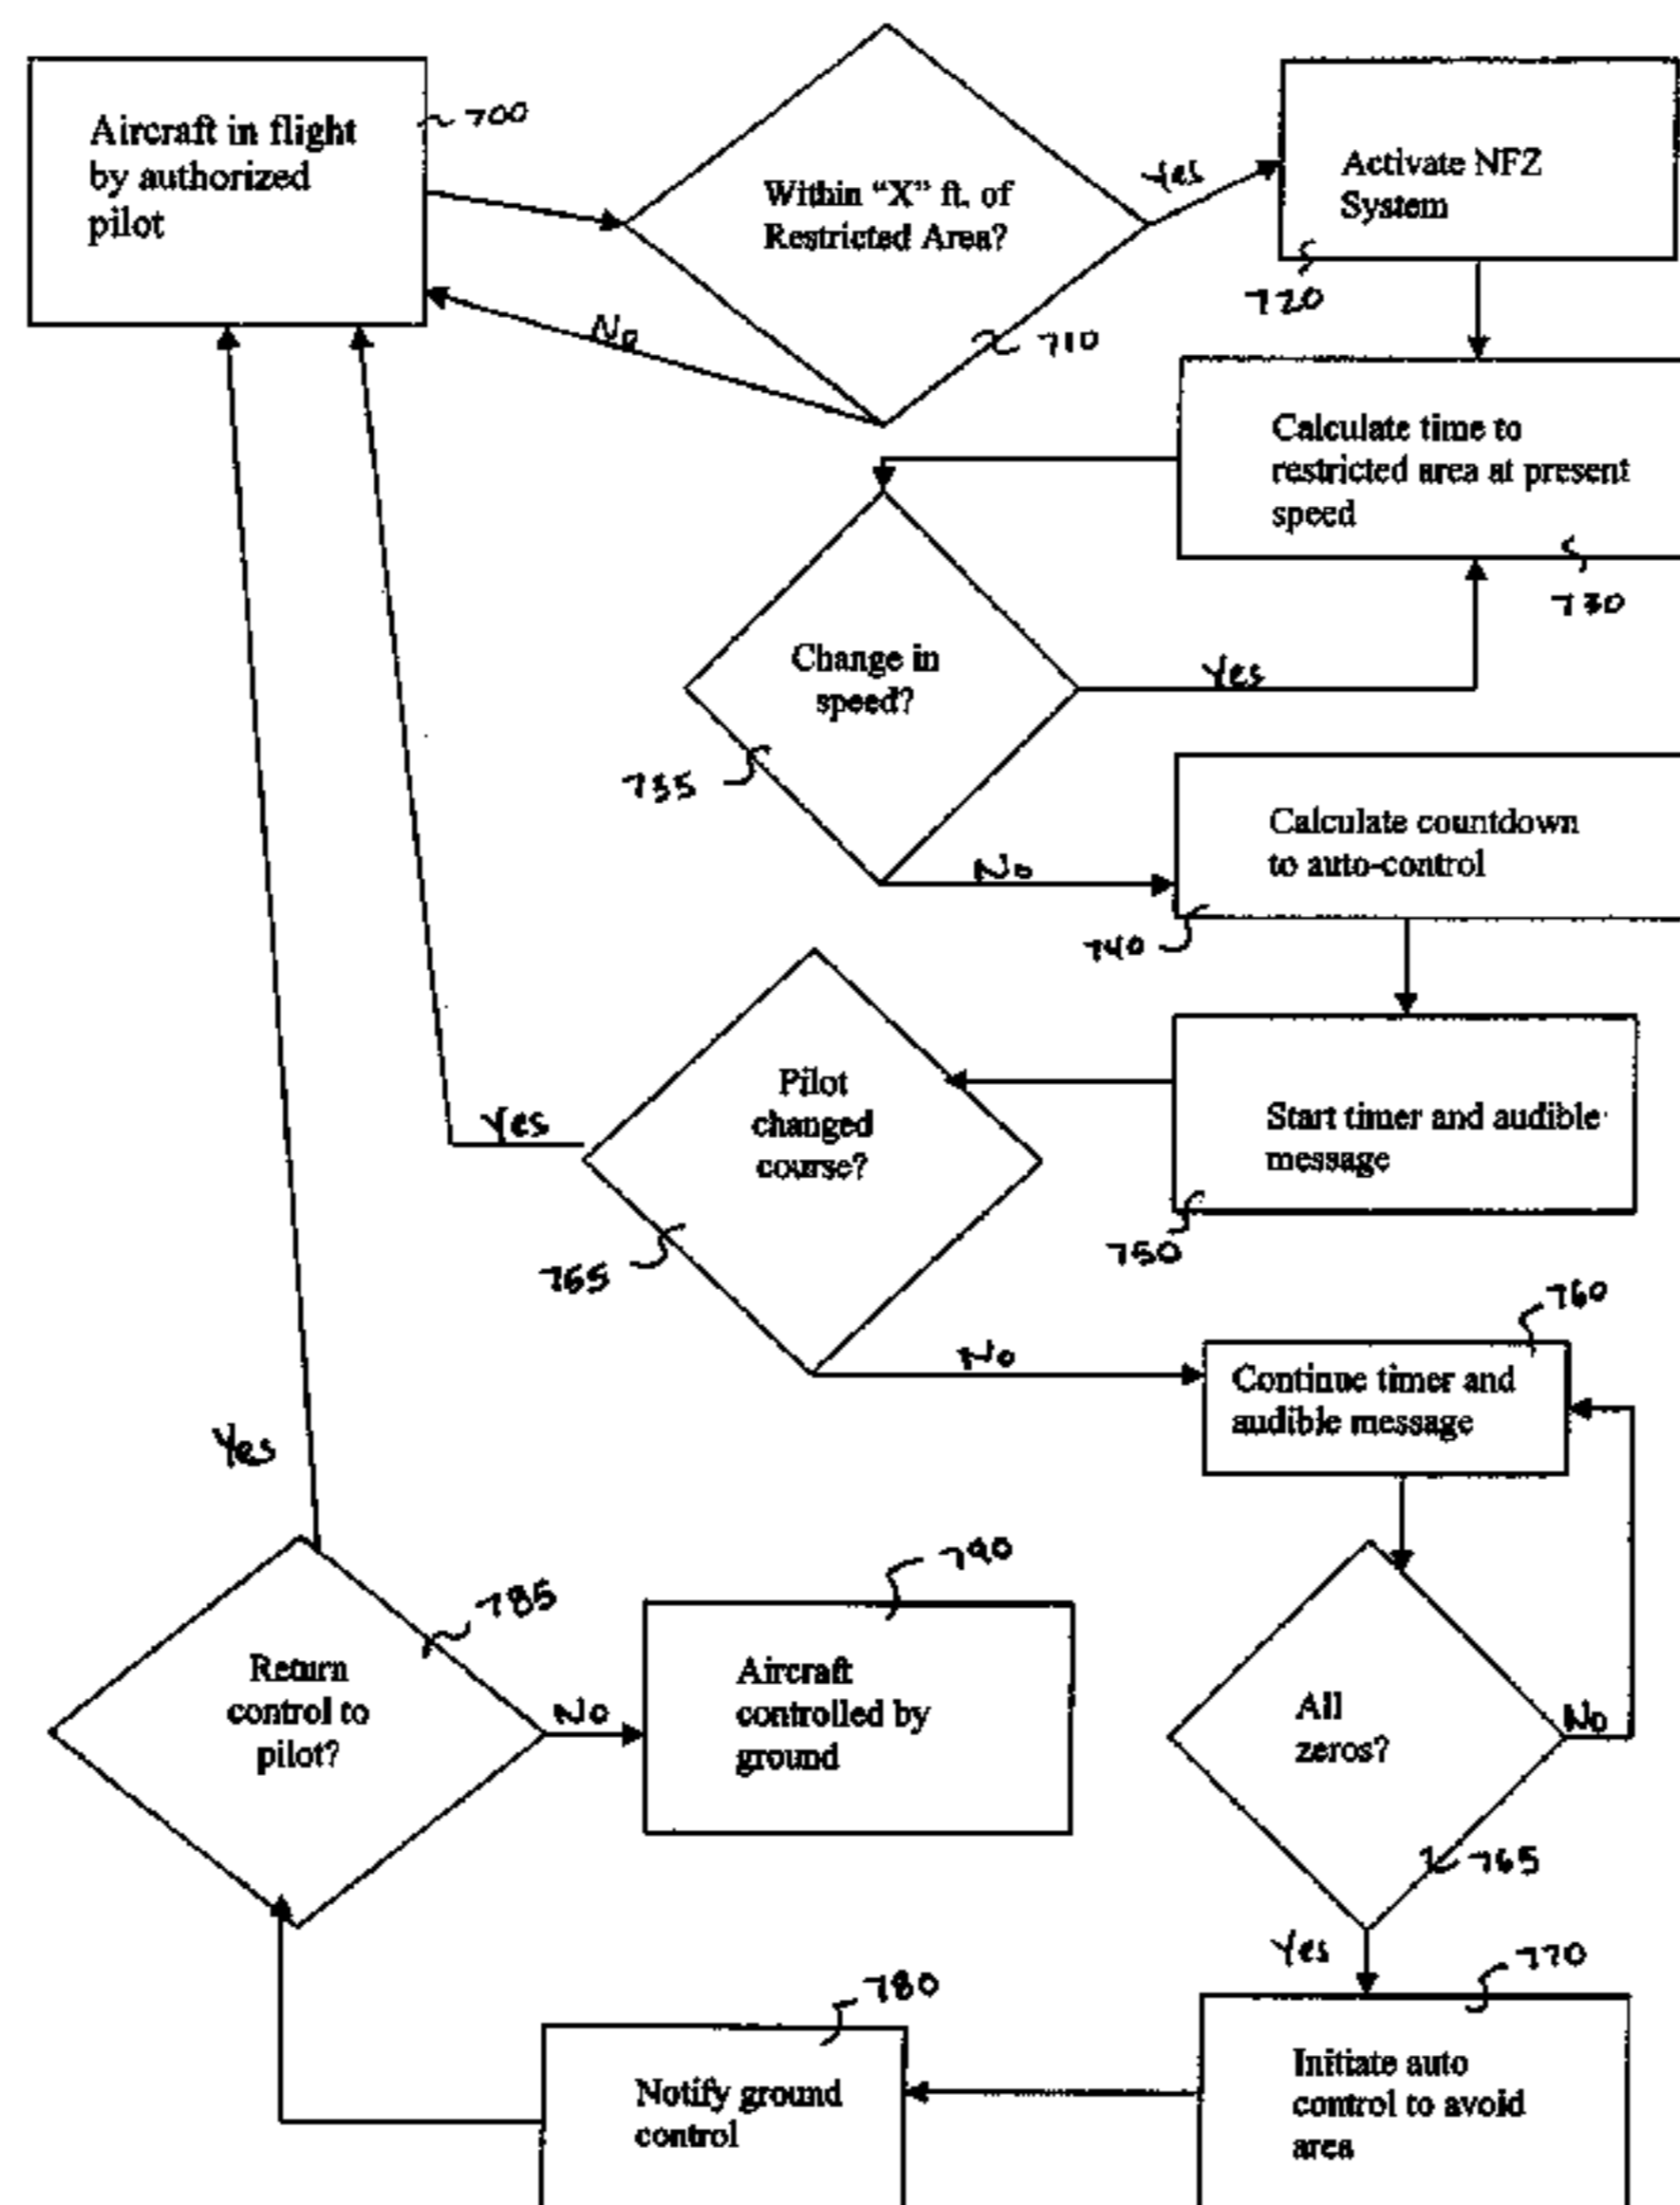 Aircraft in flight
by authorized
pilot
700
Within “X” ft. of
Restricted Area?
710
Yes
No
Activate NFZ
System
720
Calculate time to
restricted area at present
speed
730
Change in
speed?
735
Yes
No
Calculate countdown
to auto-control
740
Start timer and audible
message
750
Pilot
changed
course?
765
Yes
No
Continue timer and
audible message
760
All
zeros?
765
No
Yes
Initiate auto
control to avoid
area
770
Notify ground
control
780
Return
control to
pilot?
785
Yes
No
Aircraft
controlled by
ground
790